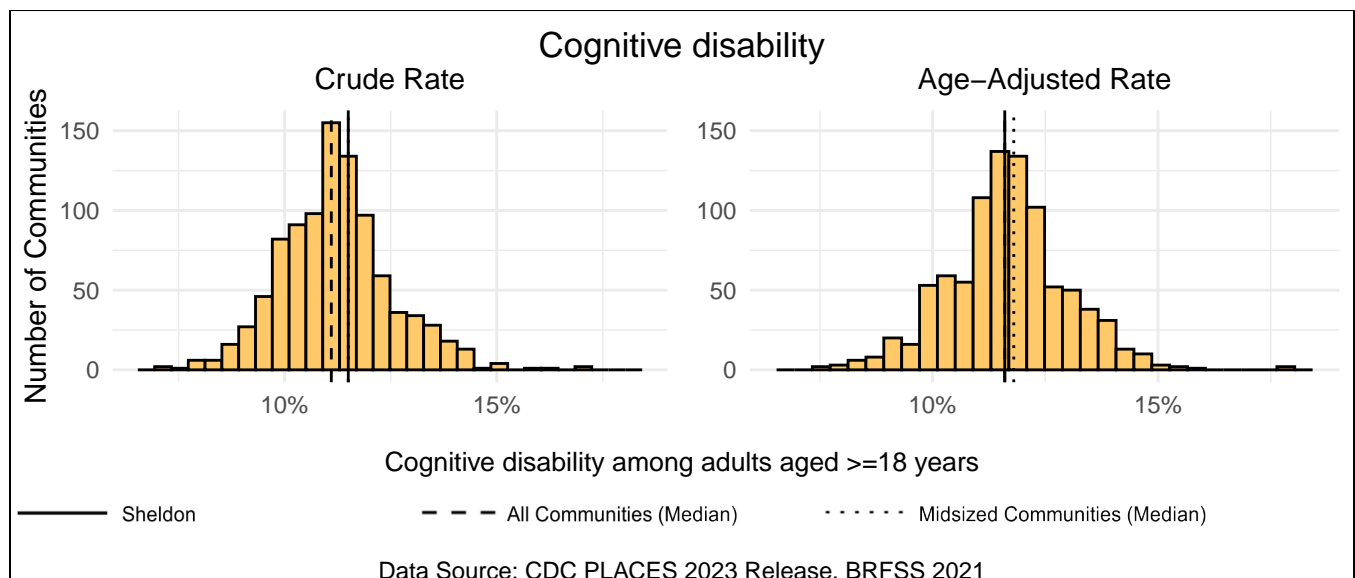 Cognitive disability
Crude Rate
Age−Adjusted Rate
Number of Communities
150
100
50
0
10%
15%
150
100
50
0
10%
15%
Cognitive disability among adults aged >=18 years
Sheldon
All Communities (Median)
Midsized Communities (Median)
Data Source: CDC PLACES 2023 Release, BRFSS 2021